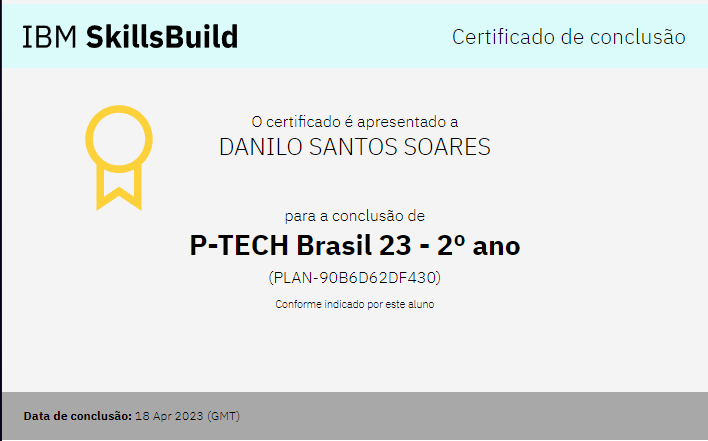 IBM SkillsBuild
Certificado de conclusão
O certificado é apresentado a
DANILO SANTOS SOARES
para a conclusão de
P-TECH Brasil 23 - 2º ano
(PLAN-90B6D62DF430)
Conforme indicado por este aluno
Data de conclusão: 18 Apr 2023 (GMT)